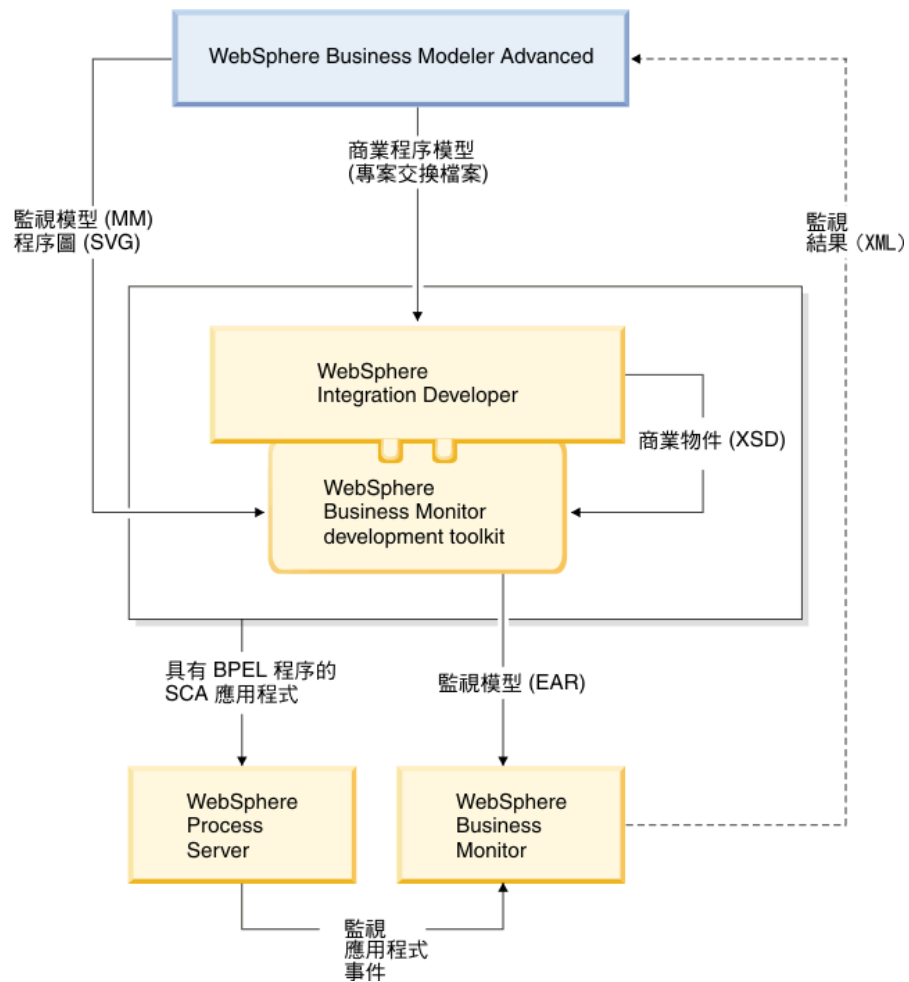 WebSphere Business Modeler Advanced
商業程序模型
(專案交換檔案)
監視模型 (MM)
程序圖 (SVG)
監視
結果（XML）
WebSphere
Integration Developer
商業物件 (XSD)
WebSphere
Business Monitor
development toolkit
具有 BPEL 程序的
SCA 應用程式
監視模型 (EAR)
WebSphere
Process
Server
WebSphere
Business
Monitor
監視
應用程式
事件